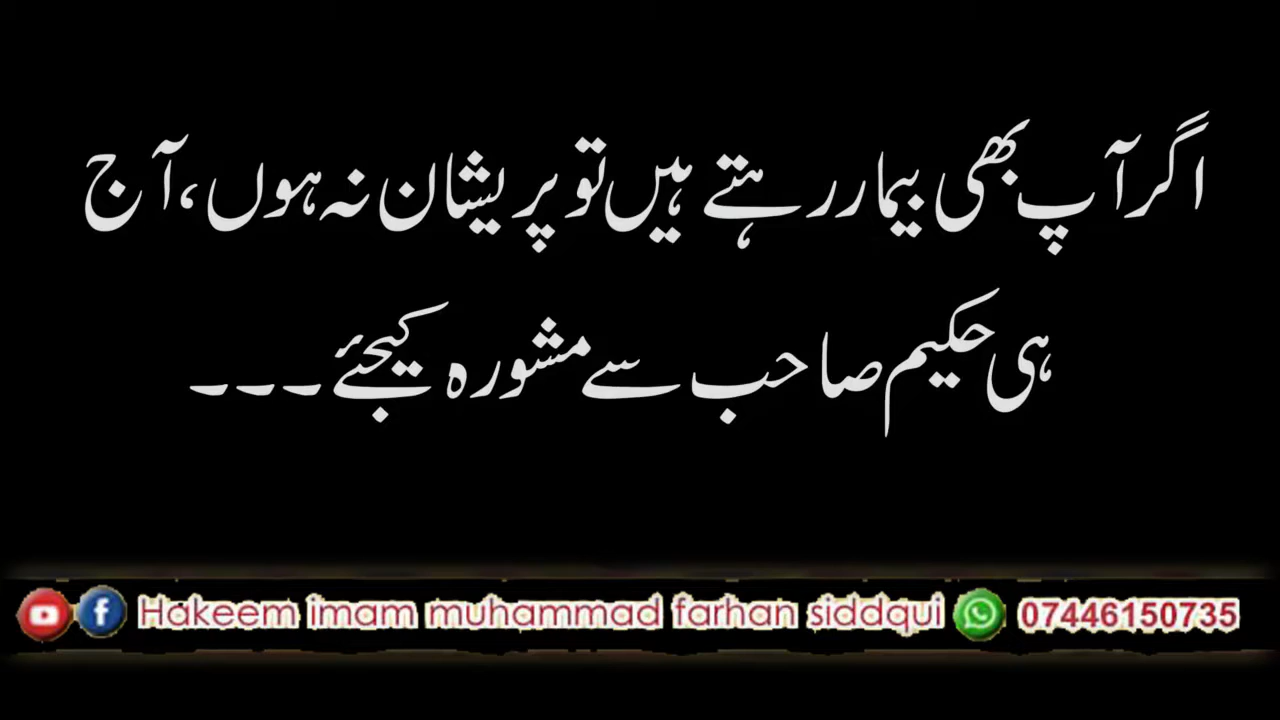 اگر آپ بھی بیمار رہتے ہیں تو پریشان نہ ہوں، آج
ہی حکیم صاحب سے مشورہ کیجئے۔۔۔
Hakeem imam muhammad farhan siddqui 07446150735